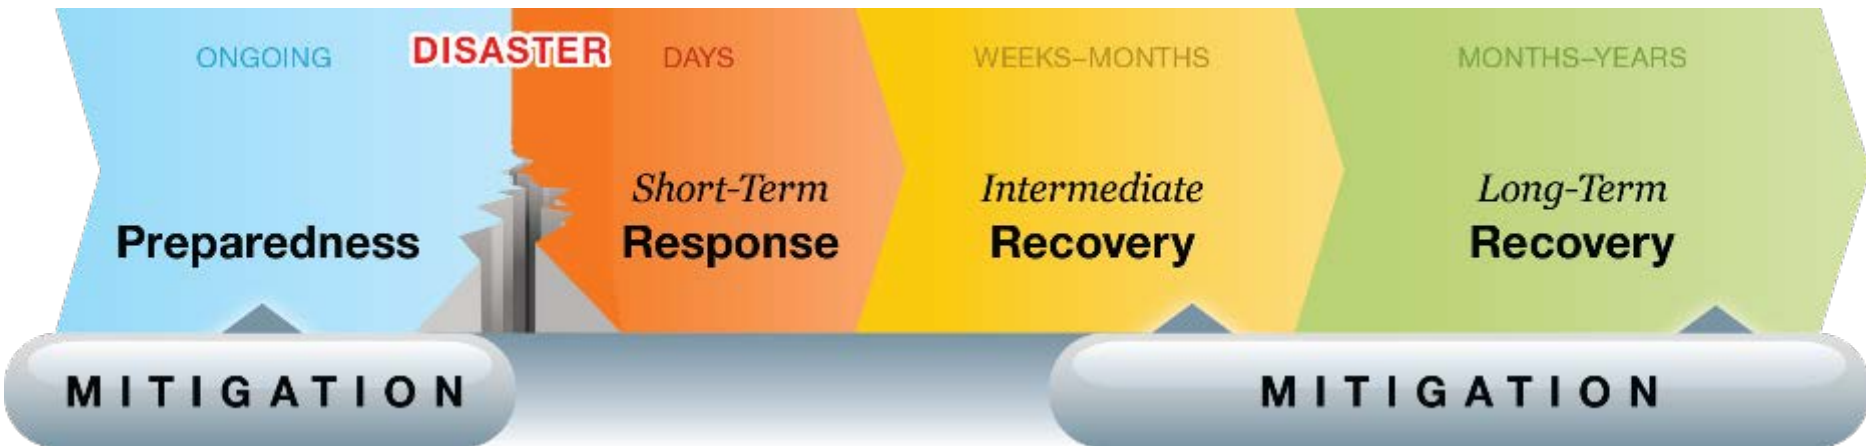 ONGOING
DISASTER
DAYS
WEEKS–MONTHS
MONTHS–YEARS
Preparedness
Short-Term
Response
Intermediate
Recovery
Long-Term
Recovery
MITIGATION
MITIGATION